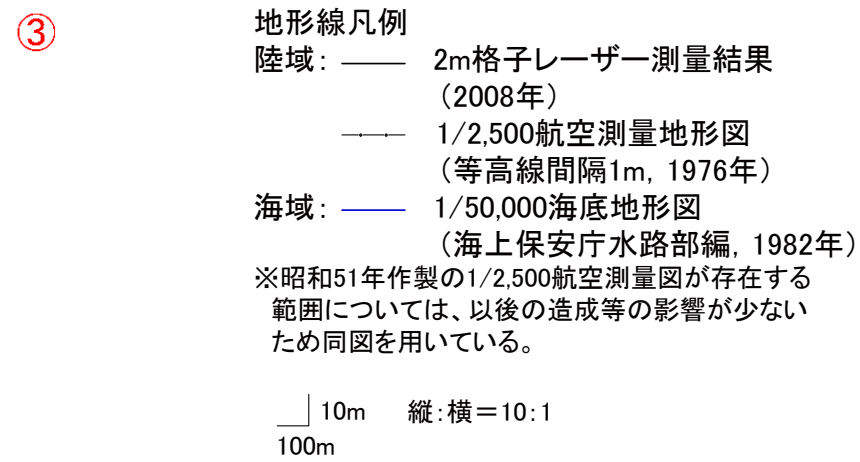 ③
地形線凡例
陸域： 2m格子レーザー測量結果
（2008年）
1/2,500航空測量地形図
（等高線間隔1m，1976年）
海域： 1/50,000海底地形図
（海上保安庁水路部編，1982年）
※昭和51年作製の1/2,500航空測量図が存在する
範囲については、以後の造成等の影響が少ない
ため同図を用いている。
10m 縦：横＝10：1
100m